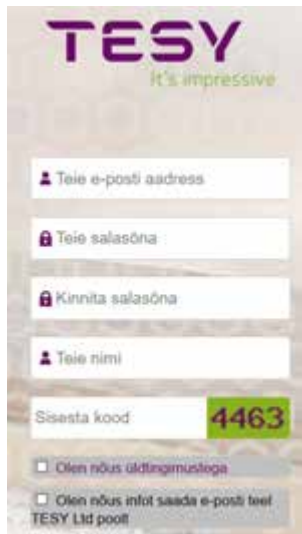 TESY
It's impressive
Teie e-posti aadress
Teie salasõna
Kinnita salasõna
Teie nimi
Sisesta kood 4463
Olen nõus üldtingimustega
Olen nõus infot saada e-posti teel
TESY Ltd poolt